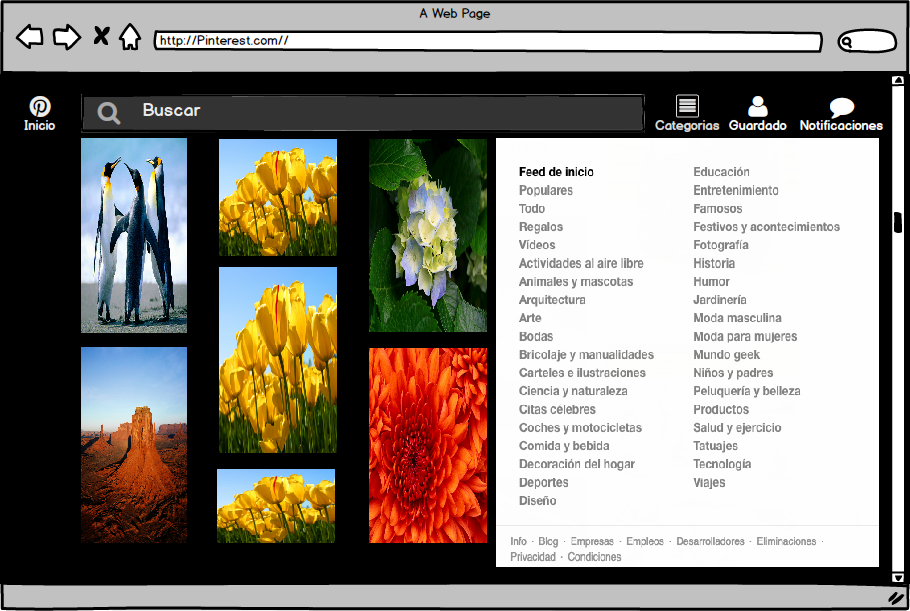 A Web Page
http://Pinterest.com//
Inicio
Buscar
Categorias
Guardado
Notificaciones
Feed de inicio
Populares
Todo
Regalos
Vídeos
Actividades al aire libre
Animales y mascotas
Arquitectura
Arte
Bodas
Bricolaje y manualidades
Carteles e ilustraciones
Ciencia y naturaleza
Citas celebres
Coches y motocicletas
Comida y bebida
Decoración del hogar
Deportes
Diseño
Educación
Entretenimiento
Famosos
Festivos y acontecimientos
Fotografía
Historia
Humor
Jardinería
Moda masculina
Moda para mujeres
Mundo geek
Niños y padres
Peluquería y belleza
Productos
Salud y ejercicio
Tatuajes
Tecnología
Viajes
Info · Blog · Empresas · Empleos · Desarrolladores · Eliminaciones ·
Privacidad · Condiciones